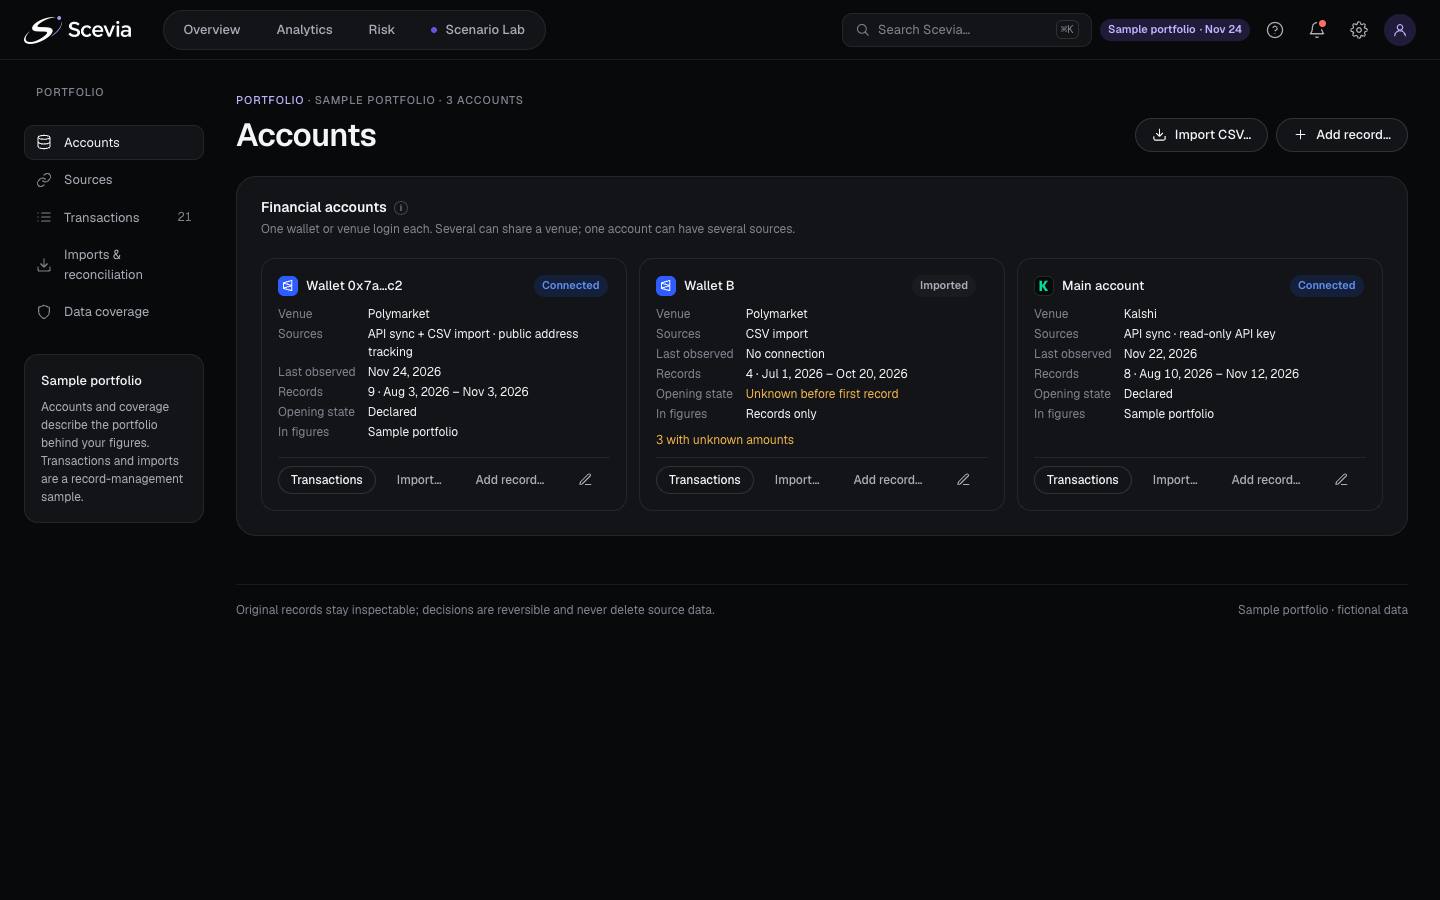 Scevia
Overview
Analytics
Risk
Scenario Lab
Search Scevia...
⌘K
Sample portfolio · Nov 24
PORTFOLIO
Accounts
Sources
Transactions 21
Imports &
reconciliation
Data coverage
Sample portfolio
Accounts and coverage
describe the portfolio
behind your figures.
Transactions and imports
are a record-management
sample.
PORTFOLIO · SAMPLE PORTFOLIO · 3 ACCOUNTS
Accounts
Import CSV...
Add record...
Financial accounts
One wallet or venue login each. Several can share a venue; one account can have several sources.
Wallet 0x7a...c2 Connected
Venue Polymarket
Sources API sync + CSV import · public address
tracking
Last observed Nov 24, 2026
Records 9 · Aug 3, 2026 – Nov 3, 2026
Opening state Declared
In figures Sample portfolio
Transactions Import... Add record...
Wallet B Imported
Venue Polymarket
Sources CSV import
Last observed No connection
Records 4 · Jul 1, 2026 – Oct 20, 2026
Opening state Unknown before first record
In figures Records only
3 with unknown amounts
Transactions Import... Add record...
K Main account Connected
Venue Kalshi
Sources API sync · read-only API key
Last observed Nov 22, 2026
Records 8 · Aug 10, 2026 – Nov 12, 2026
Opening state Declared
In figures Sample portfolio
Transactions Import... Add record...
Original records stay inspectable; decisions are reversible and never delete source data.
Sample portfolio · fictional data